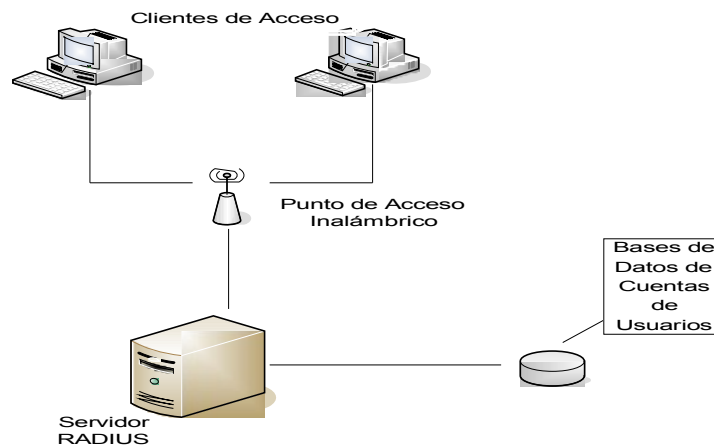 Clientes de Acceso
Punto de Acceso
Inalámbrico
Bases de
Datos de
Cuentas
de
Usuarios
Servidor
RADIUS